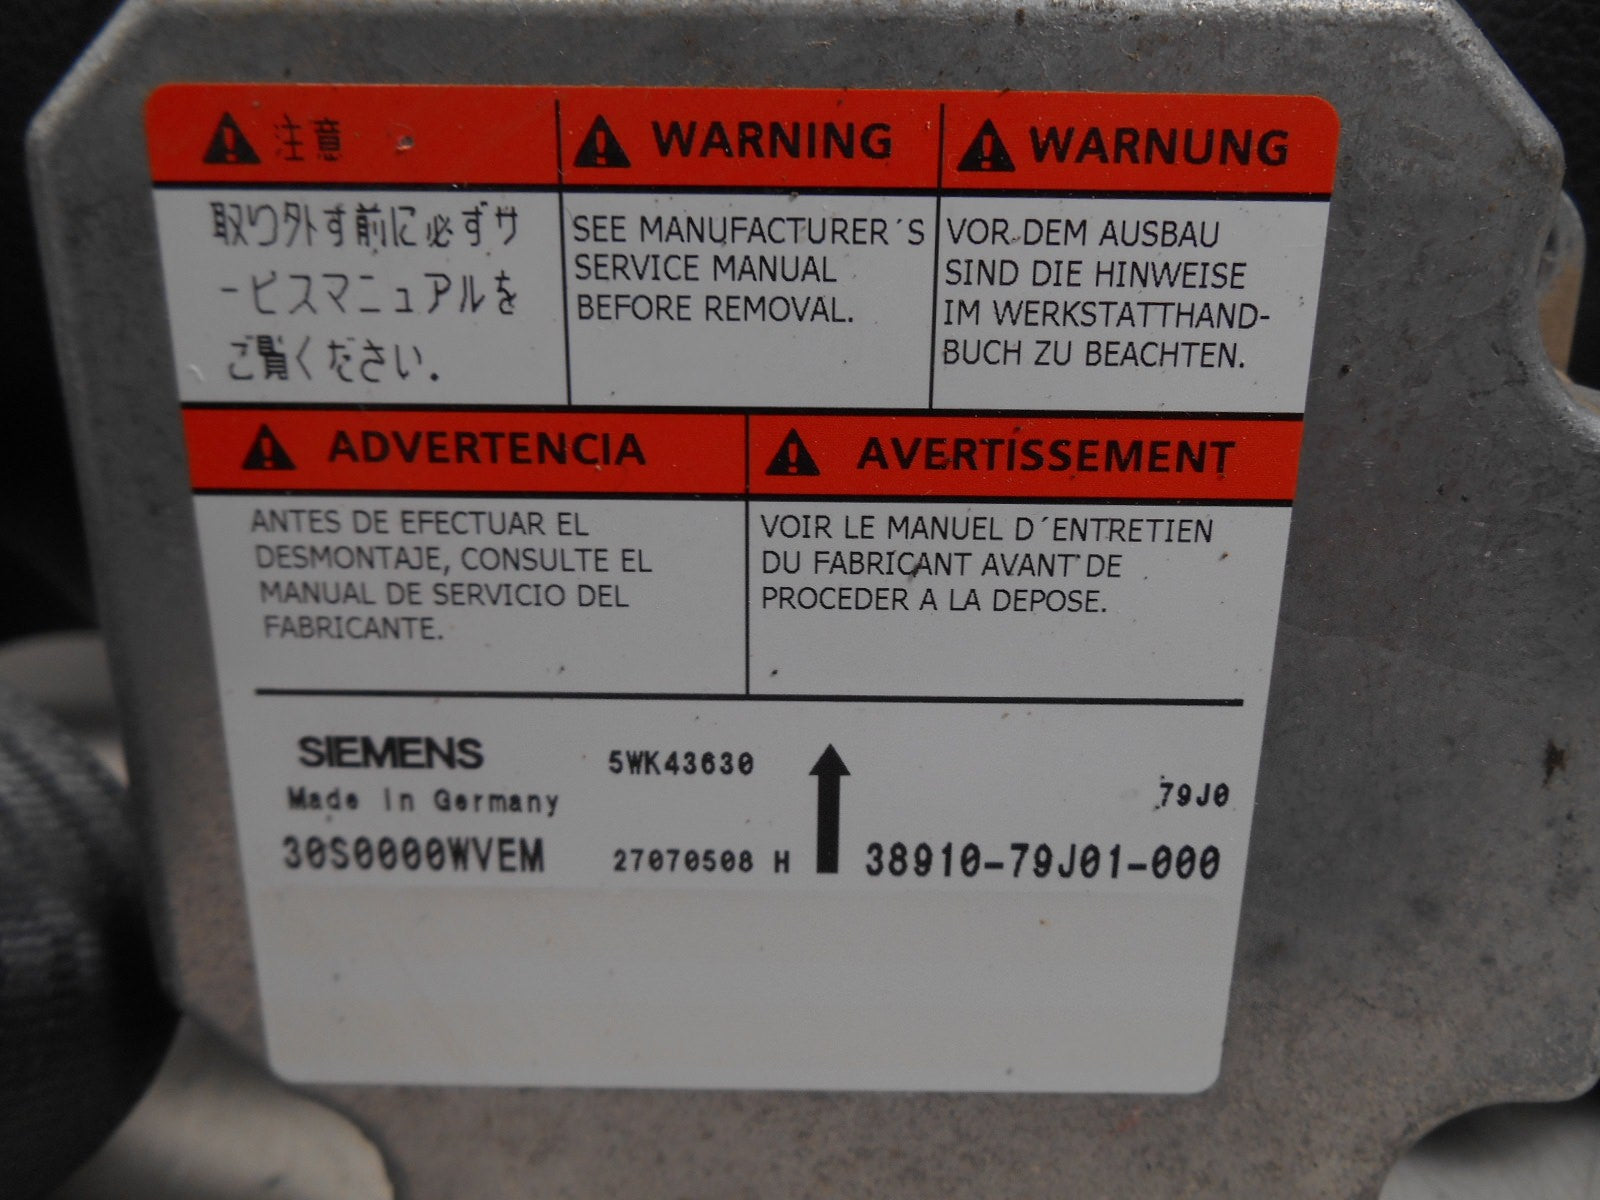 注意
取り外す前に必ずサ
ービスマニュアルを
ご覧ください.
WARNING
SEE MANUFACTURER´S
SERVICE MANUAL
BEFORE REMOVAL.
WARNUNG
VOR DEM AUSBAU
SIND DIE HINWEISE
IM WERKSTATTHAND-
BUCH ZU BEACHTEN.
ADVERTENCIA
ANTES DE EFECTUAR EL
DESMONTAJE, CONSULTE EL
MANUAL DE SERVICIO DEL
FABRICANTE.
AVERTISSEMENT
VOIR LE MANUEL D´ENTRETIEN
DU FABRICANT AVANT DE
PROCEDER A LA DEPOSE.
SIEMENS 5WK43630
Made in Germany 79J0
30S0000WVEM 27070508 H 38910-79J01-000